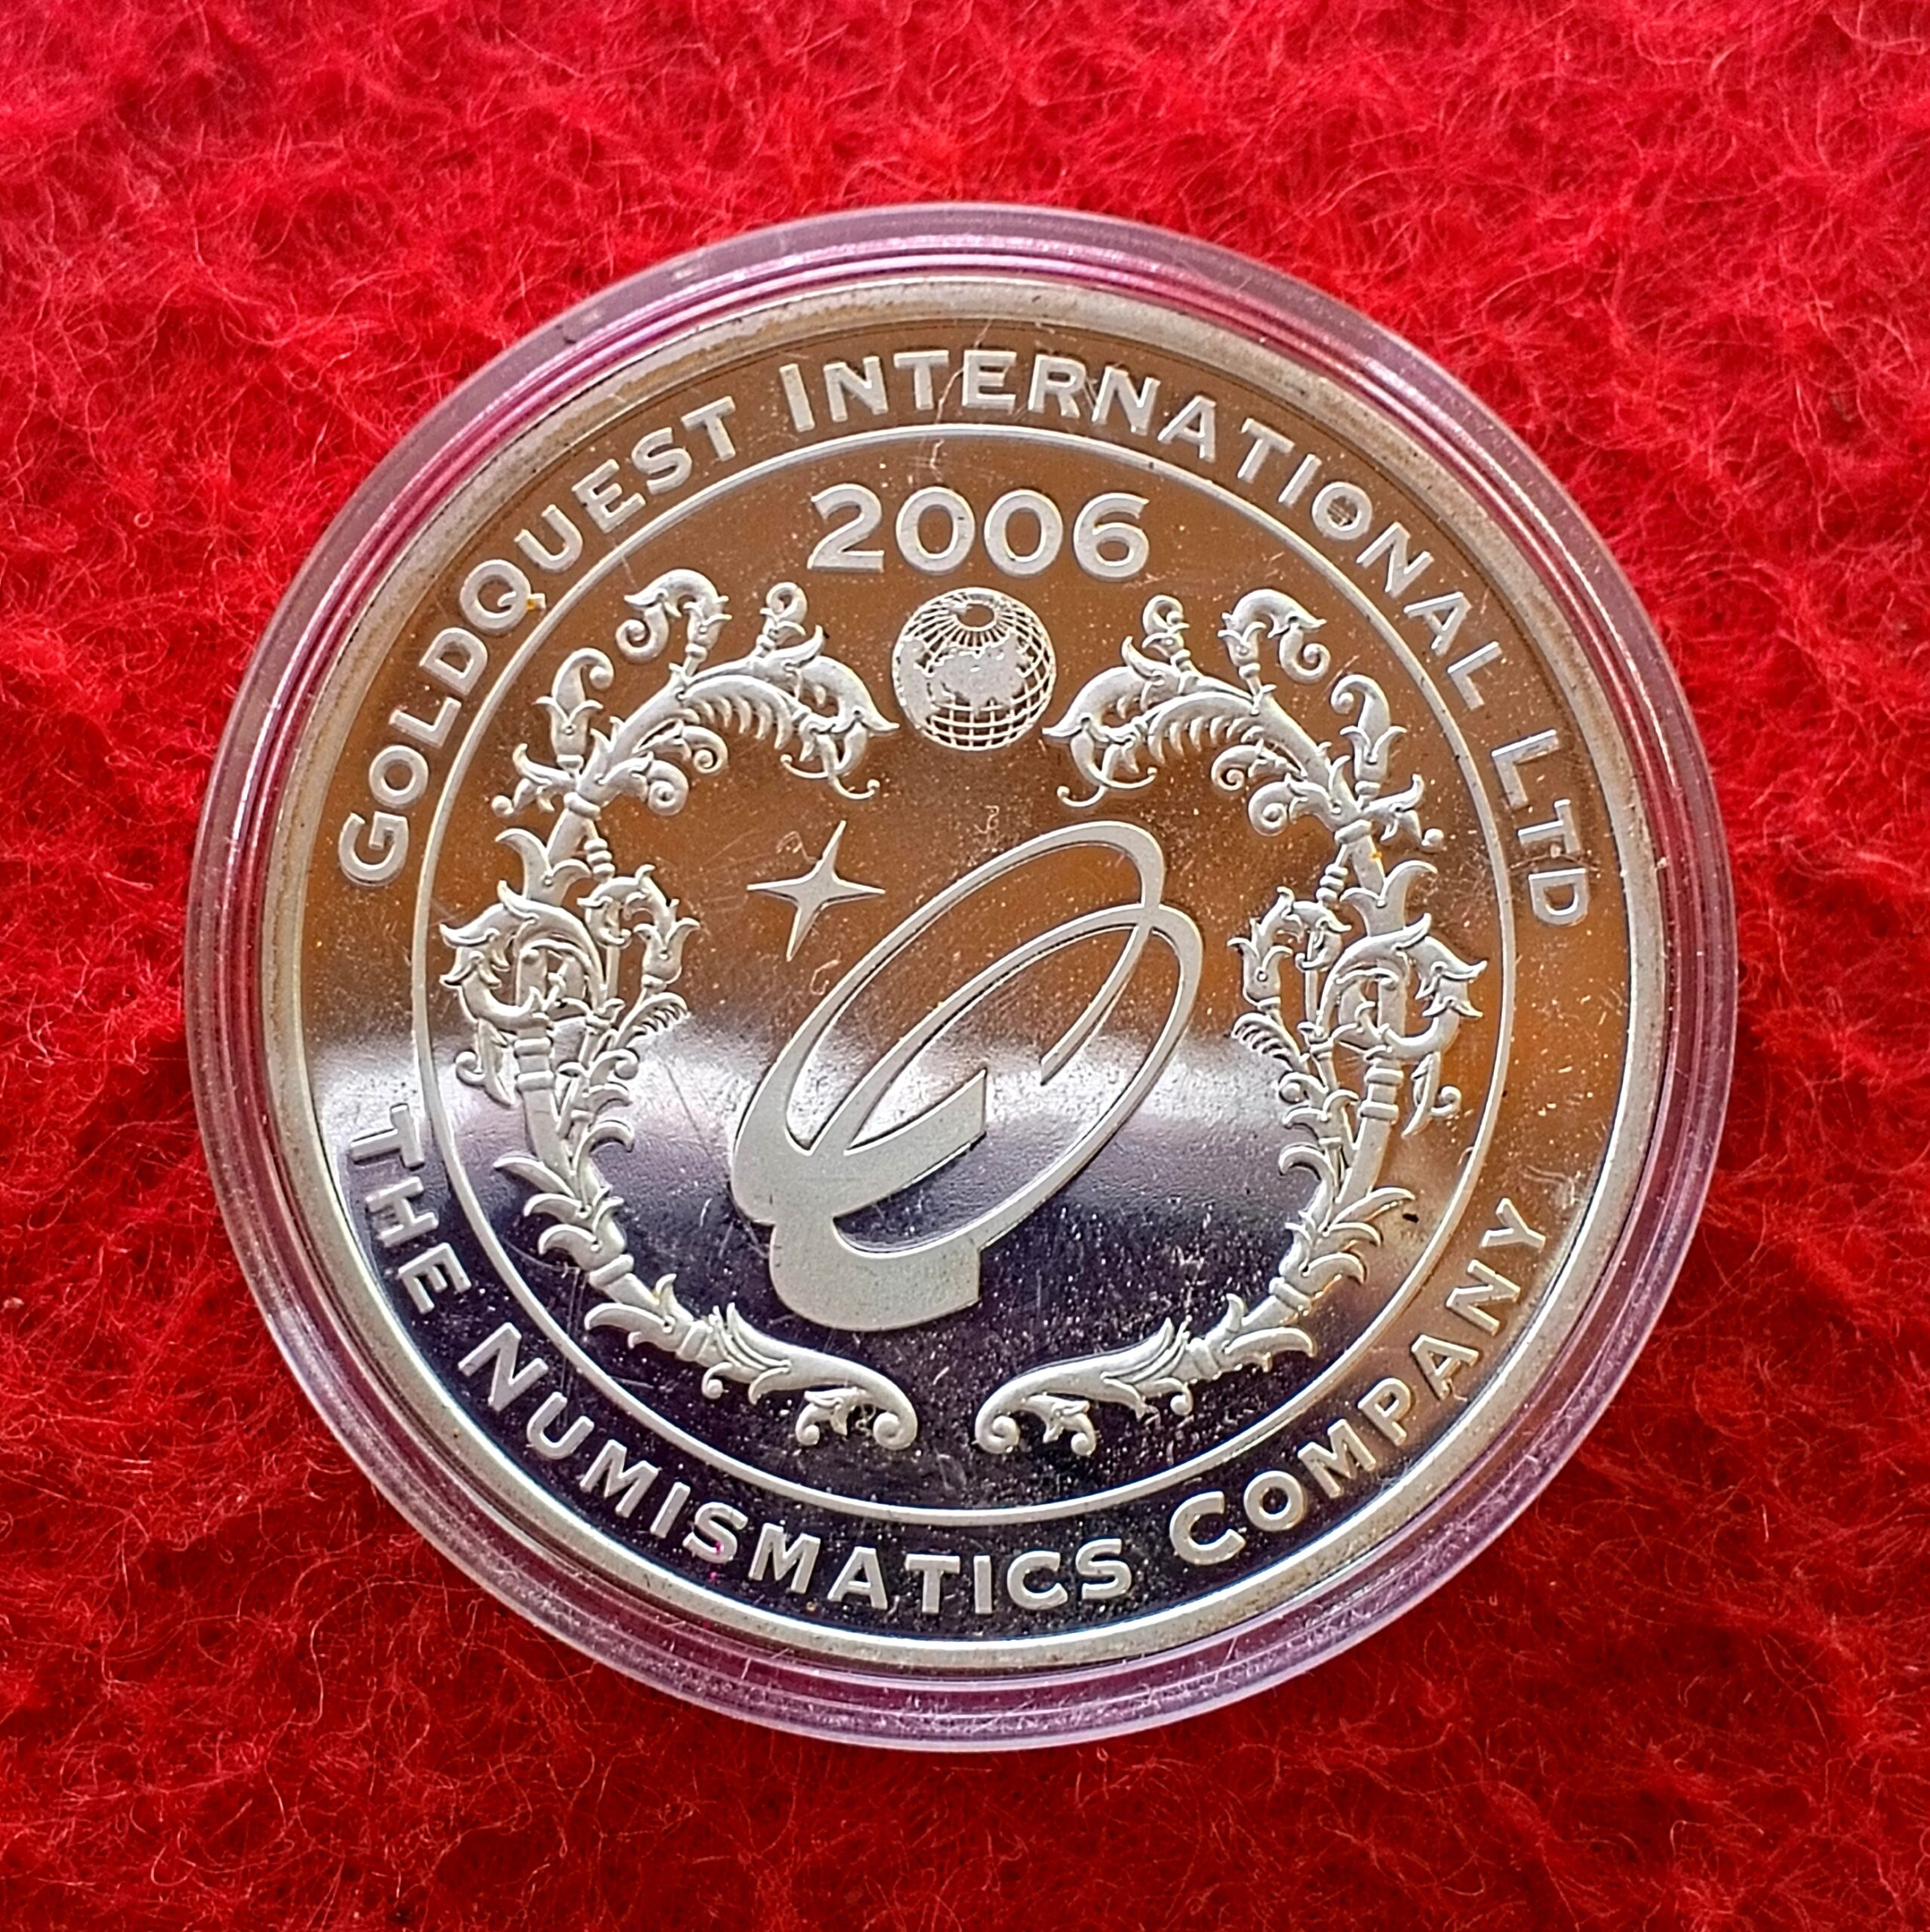 GOLDQUEST INTERNATIONAL LTD
2006
THE NUMISMATICS COMPANY